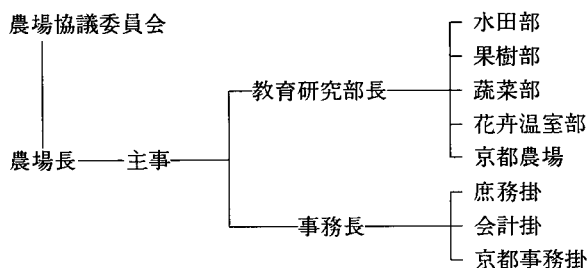 農場協議委員会
農場長
主事
教育研究部長
水田部
果樹部
蔬菜部
花卉温室部
京都農場
事務長
庶務掛
会計掛
京都事務掛